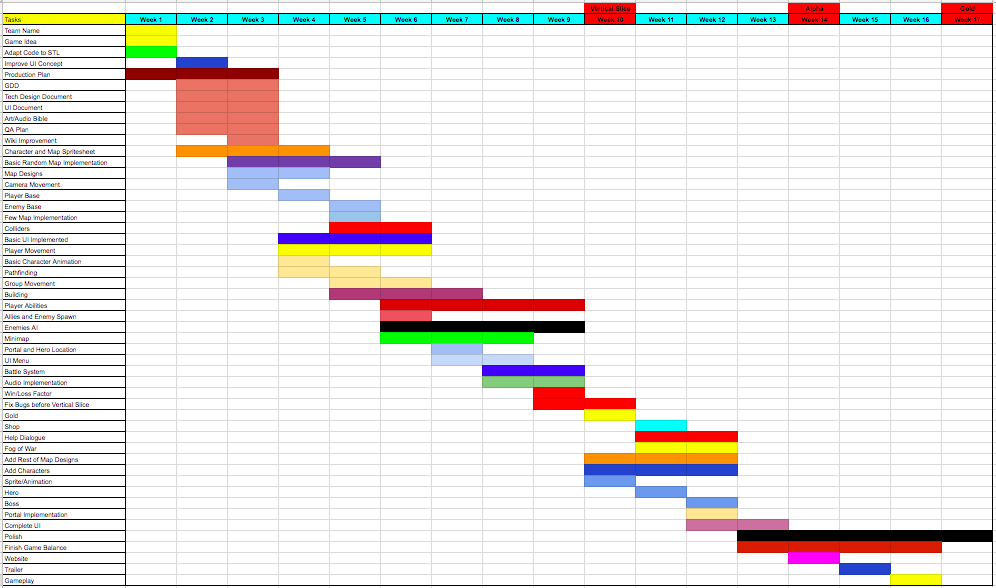 Vertical Slice Alpha Gold
Tasks Week 1 Week 2 Week 3 Week 4 Week 5 Week 6 Week 7 Week 8 Week 9 Week 10 Week 11 Week 12 Week 13 Week 14 Week 15 Week 16 Week 17
Team Name
Game Idea
Adapt Code to STL
Improve UI Concept
Production Plan
GDD
Tech Design Document
UI Document
Art/Audio Bible
QA Plan
Wiki Improvement
Character and Map Spritesheet
Basic Random Map Implementation
Map Designs
Camera Movement
Player Base
Enemy Base
Few Map Implementation
Colliders
Basic UI Implemented
Player Movement
Basic Character Animation
Pathfinding
Group Movement
Building
Player Abilities
Allies and Enemy Spawn
Enemies AI
Minimap
Portal and Hero Location
UI Menu
Battle System
Audio Implementation
Win/Loss Factor
Fix Bugs before Vertical Slice
Gold
Shop
Help Dialogue
Fog of War
Add Rest of Map Designs
Add Characters
Sprite/Animation
Hero
Boss
Portal Implementation
Complete UI
Polish
Finish Game Balance
Website
Trailer
Gameplay